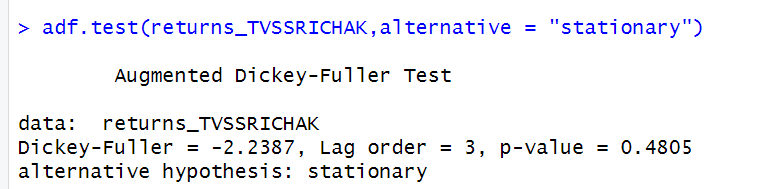 > adf.test(returns_TVSSRICHAK,alternative = "stationary")
Augmented Dickey-Fuller Test
data:  returns_TVSSRICHAK
Dickey-Fuller = -2.2387, Lag order = 3, p-value = 0.4805
alternative hypothesis: stationary